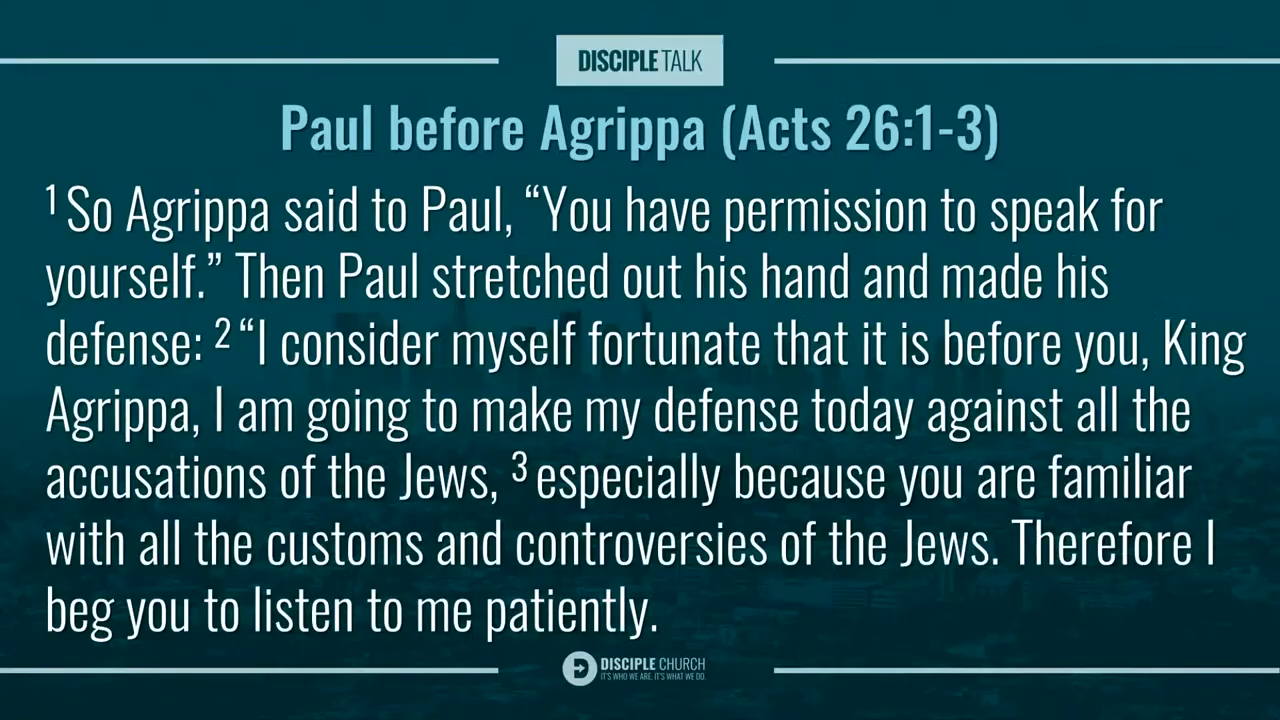 DISCIPLE TALK
Paul before Agrippa (Acts 26:1-3)
1 So Agrippa said to Paul, “You have permission to speak for
yourself.” Then Paul stretched out his hand and made his
defense: 2 “I consider myself fortunate that it is before you, King
Agrippa, I am going to make my defense today against all the
accusations of the Jews, 3 especially because you are familiar
with all the customs and controversies of the Jews. Therefore I
beg you to listen to me patiently.
DISCIPLE CHURCH
IT'S WHO WE ARE. IT'S WHAT WE DO.